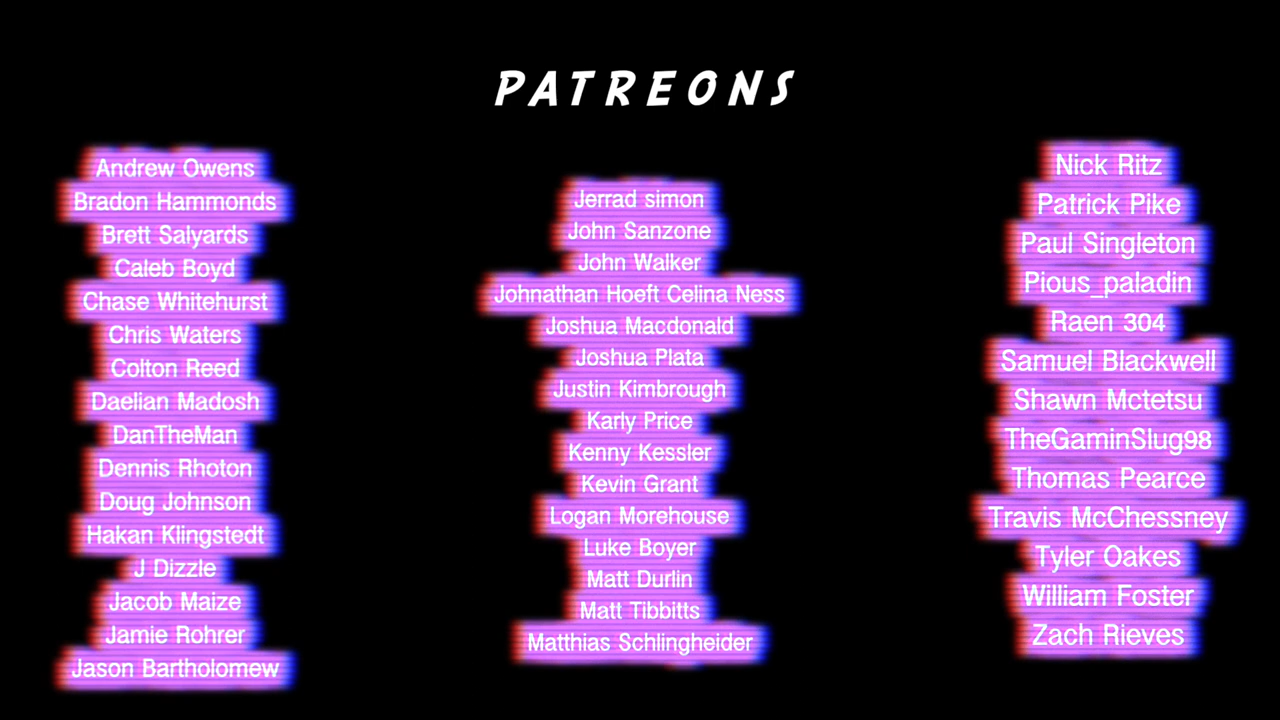 PATREONS
Andrew Owens
Bradon Hammonds
Brett Salyards
Caleb Boyd
Chase Whitehurst
Chris Waters
Colton Reed
Daelian Madosh
DanTheMan
Dennis Rhoton
Doug Johnson
Hakan Klingstedt
J Dizzle
Jacob Maize
Jamie Rohrer
Jason Bartholomew
Jerrad simon
John Sanzone
John Walker
Johnathan Hoeft Celina Ness
Joshua Macdonald
Joshua Plata
Justin Kimbrough
Karly Price
Kenny Kessler
Kevin Grant
Logan Morehouse
Luke Boyer
Matt Durlin
Matt Tibbitts
Matthias Schlingheider
Nick Ritz
Patrick Pike
Paul Singleton
Pious_paladin
Raen 304
Samuel Blackwell
Shawn Mctetsu
TheGaminSlug98
Thomas Pearce
Travis McChessney
Tyler Oakes
William Foster
Zach Rieves